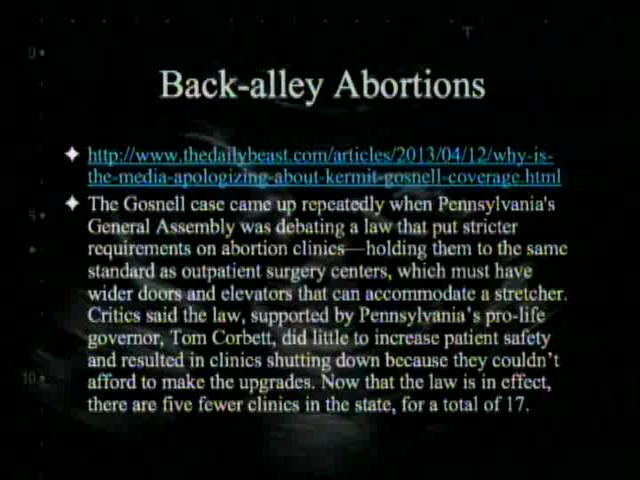 Back-alley Abortions
http://www.thedailybeast.com/articles/2013/04/12/why-is-
the-media-apologizing-about-kermit-gosnell-coverage.html
The Gosnell case came up repeatedly when Pennsylvania's
General Assembly was debating a law that put stricter
requirements on abortion clinics—holding them to the same
standard as outpatient surgery centers, which must have
wider doors and elevators that can accommodate a stretcher.
Critics said the law, supported by Pennsylvania's pro-life
governor, Tom Corbett, did little to increase patient safety
and resulted in clinics shutting down because they couldn't
afford to make the upgrades. Now that the law is in effect,
there are five fewer clinics in the state, for a total of 17.